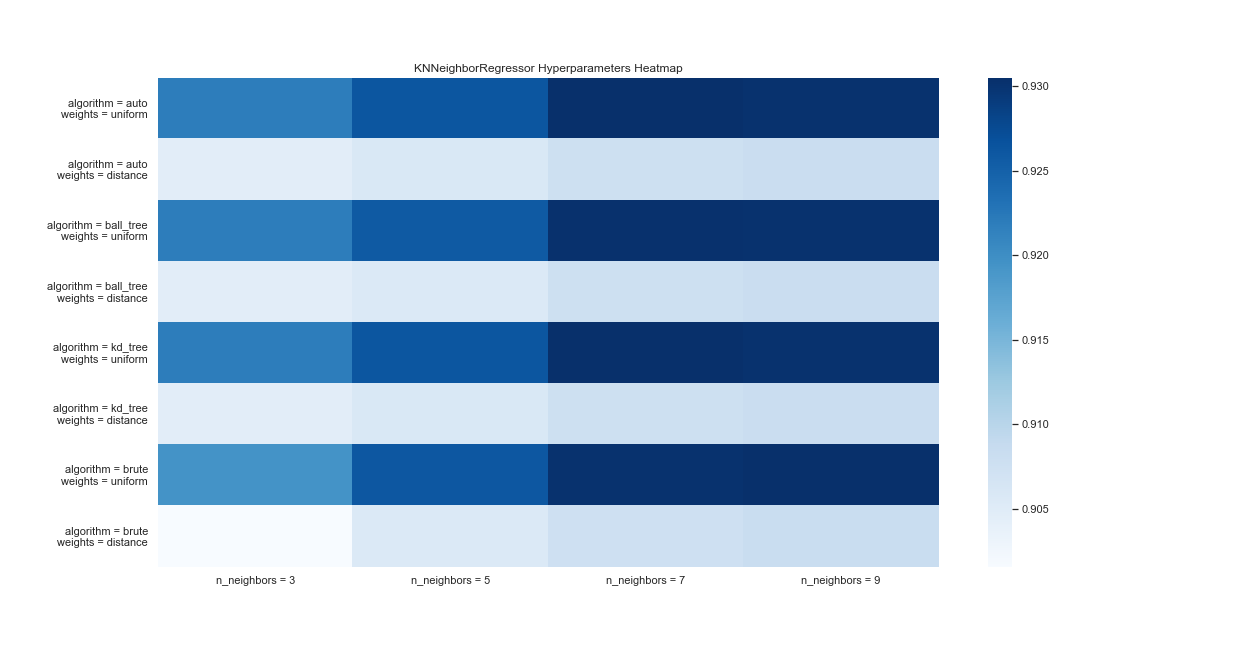 KNNeighborRegressor Hyperparameters Heatmap
algorithm = auto
weights = uniform
algorithm = auto
weights = distance
algorithm = ball_tree
weights = uniform
algorithm = ball_tree
weights = distance
algorithm = kd_tree
weights = uniform
algorithm = kd_tree
weights = distance
algorithm = brute
weights = uniform
algorithm = brute
weights = distance
n_neighbors = 3
n_neighbors = 5
n_neighbors = 7
n_neighbors = 9
0.930
0.925
0.920
0.915
0.910
0.905